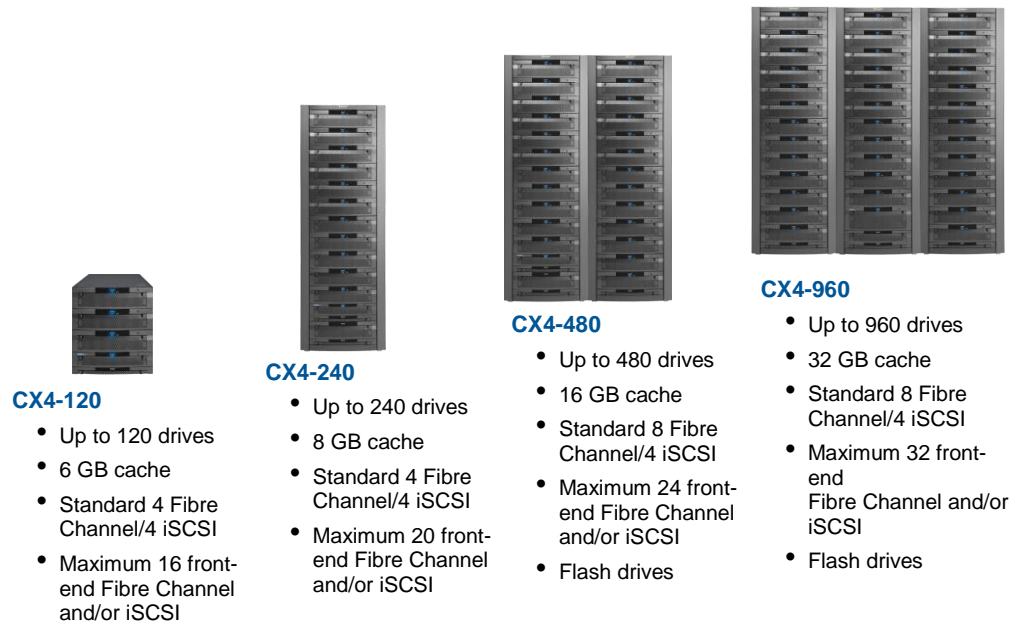 CX4-120
• Up to 120 drives
• 6 GB cache
• Standard 4 Fibre
Channel/4 iSCSI
• Maximum 16 front-
end Fibre Channel
and/or iSCSI
CX4-240
• Up to 240 drives
• 8 GB cache
• Standard 4 Fibre
Channel/4 iSCSI
• Maximum 20 front-
end Fibre Channel
and/or iSCSI
CX4-480
• Up to 480 drives
• 16 GB cache
• Standard 8 Fibre
Channel/4 iSCSI
• Maximum 24 front-
end Fibre Channel
and/or iSCSI
• Flash drives
CX4-960
• Up to 960 drives
• 32 GB cache
• Standard 8 Fibre
Channel/4 iSCSI
• Maximum 32 front-
end
Fibre Channel and/or
iSCSI
• Flash drives